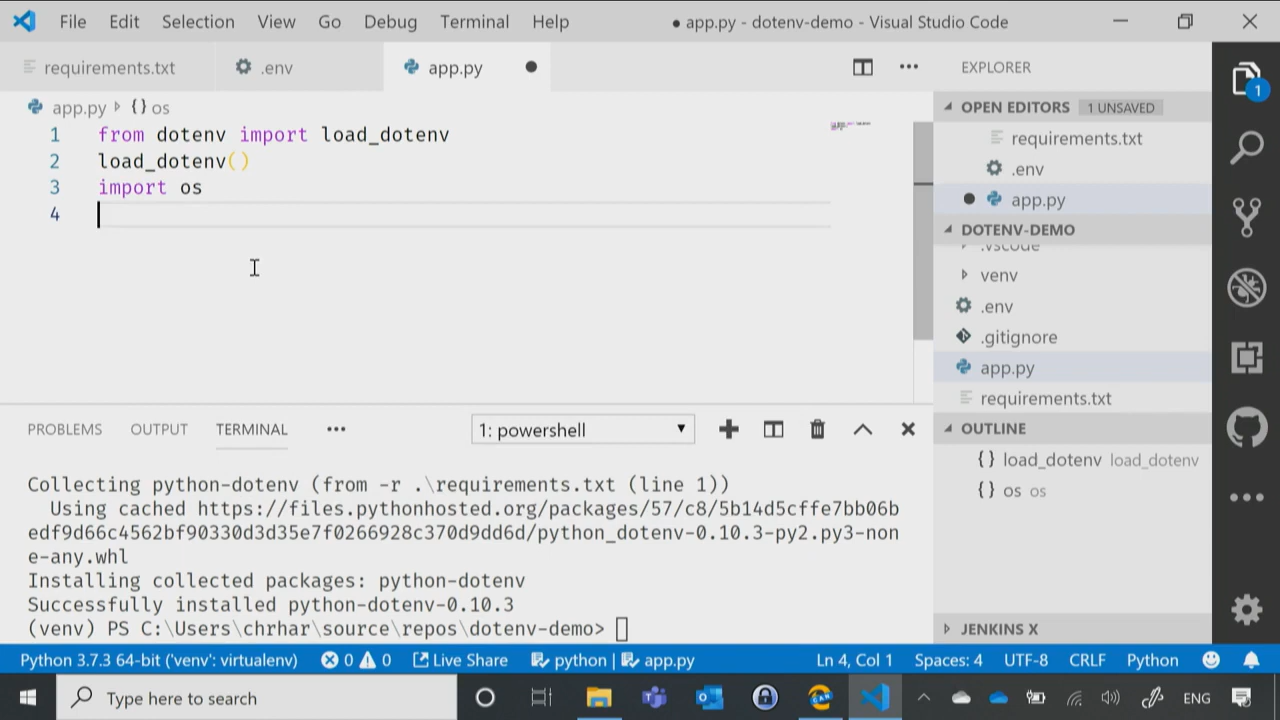 File Edit Selection View Go Debug Terminal Help ● app.py - dotenv-demo - Visual Studio Code
requirements.txt .env app.py
EXPLORER
app.py {} os
1 from dotenv import load_dotenv
2 load_dotenv()
3 import os
4
OPEN EDITORS 1 UNSAVED
requirements.txt
.env
app.py
DOTENV-DEMO
.vscode
venv
.env
.gitignore
app.py
requirements.txt
OUTLINE
{} load_dotenv load_dotenv
{} os os
JENKINS X
1
PROBLEMS OUTPUT TERMINAL ••• 1: powershell
Collecting python-dotenv (from -r .\requirements.txt (line 1))
Using cached https://files.pythonhosted.org/packages/57/c8/5b14d5cffe7bb06b
edf9d66c4562bf90330d3d35e7f0266928c370d9dd6d/python_dotenv-0.10.3-py2.py3-non
e-any.whl
Installing collected packages: python-dotenv
Successfully installed python-dotenv-0.10.3
(venv) PS C:\Users\chrhar\source\repos\dotenv-demo>
Python 3.7.3 64-bit ('venv': virtualenv) 0 0 Live Share python | app.py Ln 4, Col 1 Spaces: 4 UTF-8 CRLF Python
Type here to search ENG